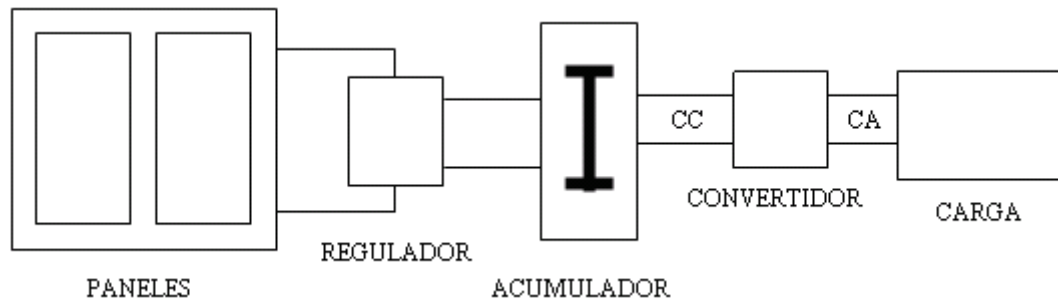 CC
CA
CONVERTIDOR
CARGA
REGULADOR
PANELES
ACUMULADOR